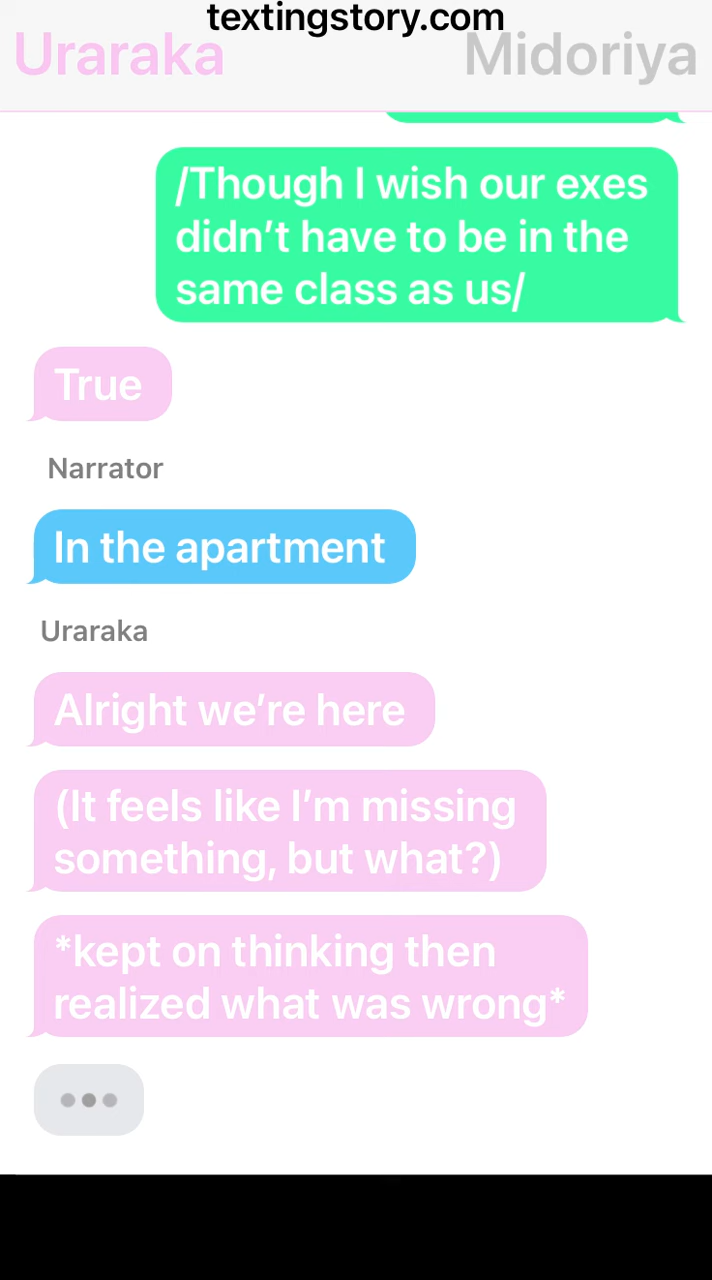 textingstory.com
Uraraka
Midoriya
/Though I wish our exes
didn’t have to be in the
same class as us/
True
Narrator
In the apartment
Uraraka
Alright we’re here
(It feels like I’m missing
something, but what?)
*kept on thinking then
realized what was wrong*